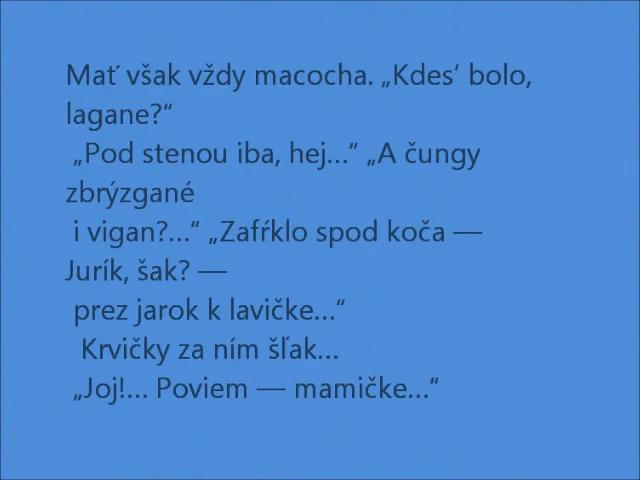 Mať však vždy macocha. „Kdes’ bolo,
lagane?“
„Pod stenou iba, hej...“ „A čungy
zbrýzgané
i vigan?...“ „Zafŕklo spod koča —
Jurík, šak? —
prez jarok k lavičke...“
Krvičky za ním šľak...
„Joj!... Poviem — mamičke...“